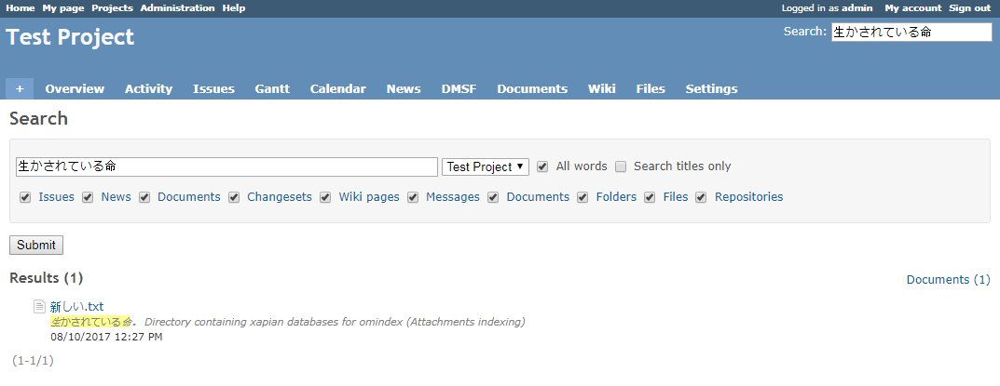 Home My page Projects Administration Help Logged in as admin My account Sign out
Test Project Search: 生かされている命
+ Overview Activity Issues Gantt Calendar News DMSF Documents Wiki Files Settings
Search
生かされている命 Test Project ▼ All words Search titles only
Issues News Documents Changesets Wiki pages Messages Documents Folders Files Repositories
Submit
Results (1) Documents (1)
新しい.txt
生かされている命. Directory containing xapian databases for omindex (Attachments indexing)
08/10/2017 12:27 PM
(1-1/1)